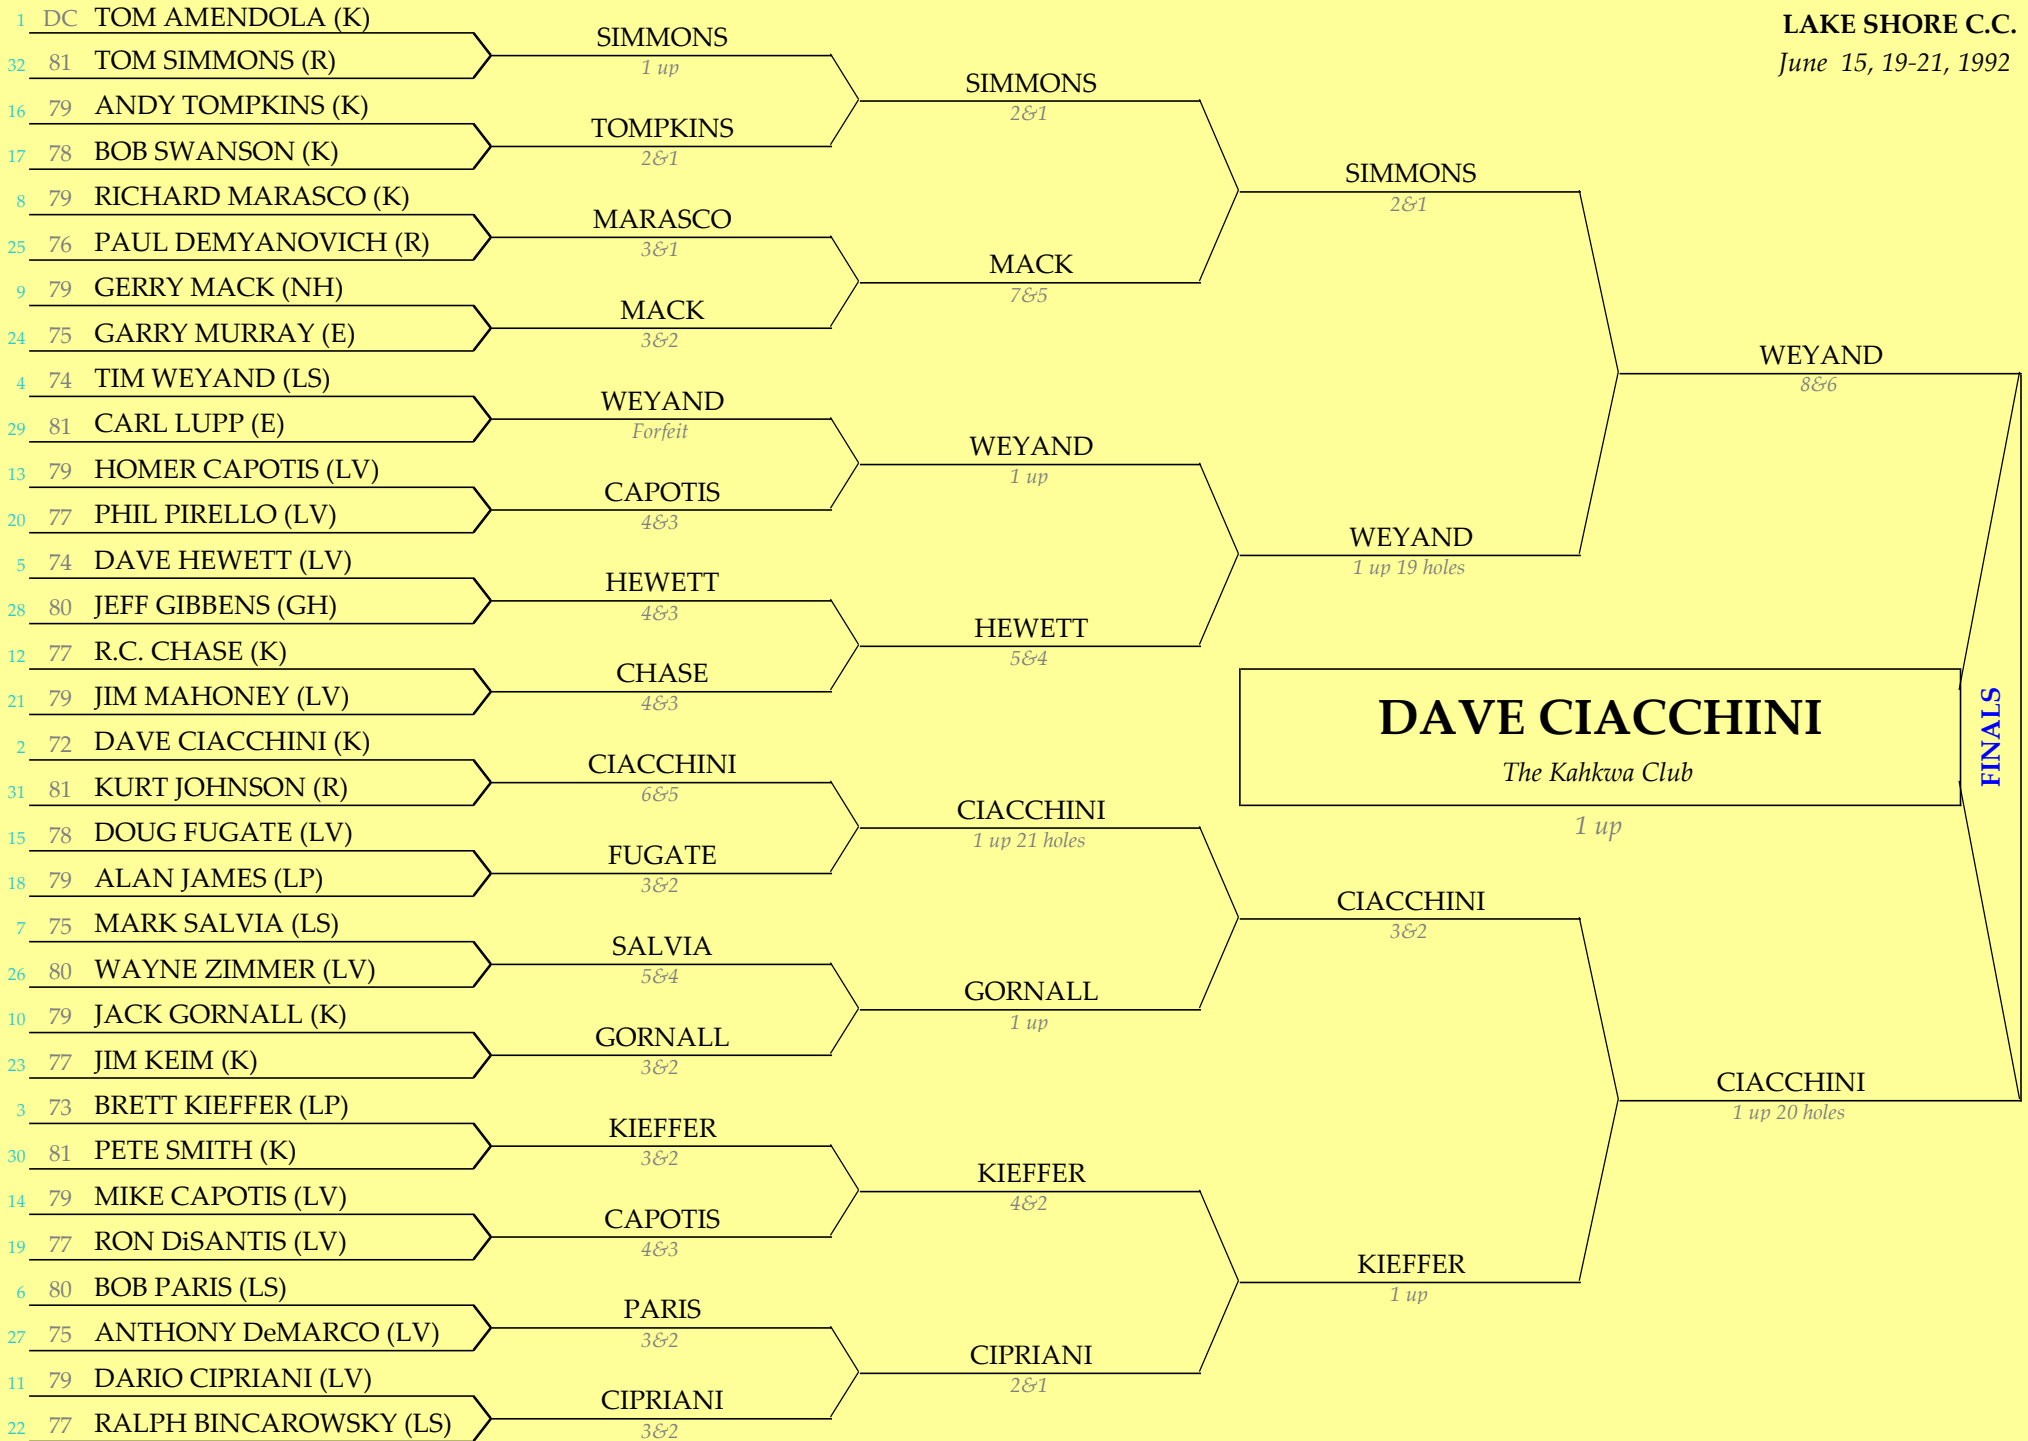 LAKE SHORE C.C.
June 15, 19-21, 1992
1 DC TOM AMENDOLA (K)
32 81 TOM SIMMONS (R)
16 79 ANDY TOMPKINS (K)
17 78 BOB SWANSON (K)
8 79 RICHARD MARASCO (K)
25 76 PAUL DEMYANOVICH (R)
9 79 GERRY MACK (NH)
24 75 GARRY MURRAY (E)
4 74 TIM WEYAND (LS)
29 81 CARL LUPP (E)
13 79 HOMER CAPOTIS (LV)
20 77 PHIL PIRELLO (LV)
5 74 DAVE HEWETT (LV)
28 80 JEFF GIBBENS (GH)
12 77 R.C. CHASE (K)
21 79 JIM MAHONEY (LV)
2 72 DAVE CIACCHINI (K)
31 81 KURT JOHNSON (R)
15 78 DOUG FUGATE (LV)
18 79 ALAN JAMES (LP)
7 75 MARK SALVIA (LS)
26 80 WAYNE ZIMMER (LV)
10 79 JACK GORNALL (K)
23 77 JIM KEIM (K)
3 73 BRETT KIEFFER (LP)
30 81 PETE SMITH (K)
14 79 MIKE CAPOTIS (LV)
19 77 RON DiSANTIS (LV)
6 80 BOB PARIS (LS)
27 75 ANTHONY DeMARCO (LV)
11 79 DARIO CIPRIANI (LV)
22 77 RALPH BINCAROWSKY (LS)
SIMMONS
1 up
TOMPKINS
2&1
MARASCO
3&1
MACK
3&2
WEYAND
Forfeit
CAPOTIS
4&3
HEWETT
4&3
CHASE
4&3
CIACCHINI
6&5
FUGATE
3&2
SALVIA
5&4
GORNALL
3&2
KIEFFER
3&2
CAPOTIS
4&3
PARIS
3&2
CIPRIANI
3&2
SIMMONS
2&1
MACK
7&5
WEYAND
1 up
HEWETT
5&4
CIACCHINI
1 up 21 holes
GORNALL
1 up
KIEFFER
4&2
CIPRIANI
2&1
SIMMONS
2&1
WEYAND
1 up 19 holes
CIACCHINI
3&2
KIEFFER
1 up
WEYAND
8&6
CIACCHINI
1 up 20 holes
DAVE CIACCHINI
The Kahkwa Club
1 up
FINALS